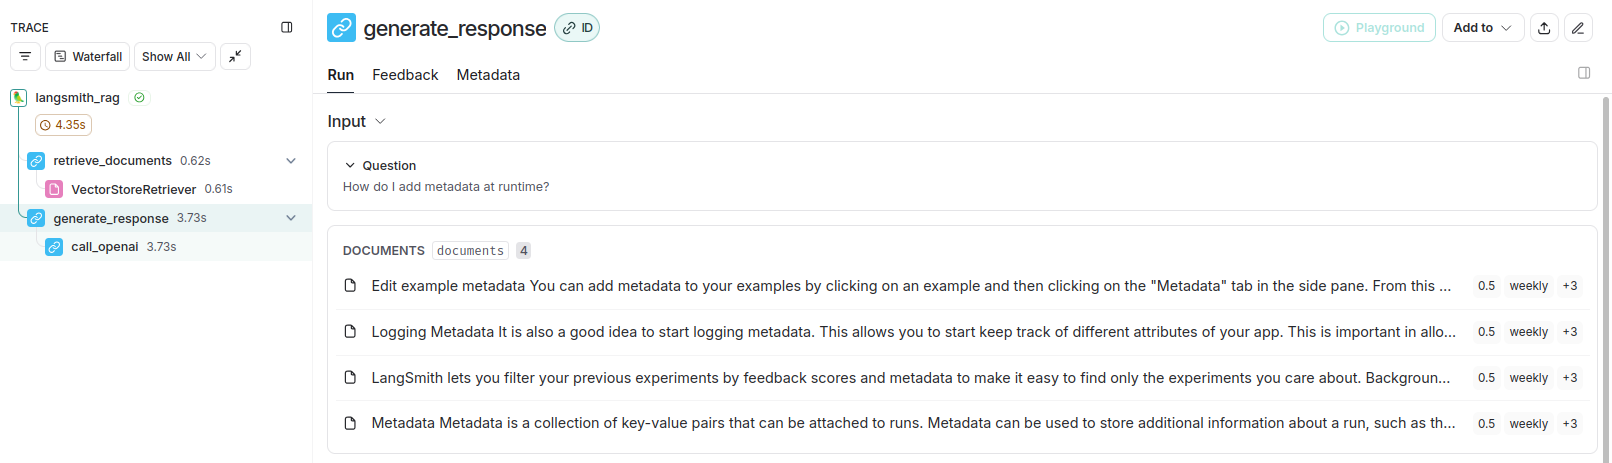 TRACE
Waterfall
Show All
langsmith_rag
4.35s
retrieve_documents 0.62s
VectorStoreRetriever 0.61s
generate_response 3.73s
call_openai 3.73s
generate_response ID
Playground
Add to
Run Feedback Metadata
Input
Question
How do I add metadata at runtime?
DOCUMENTS documents 4
Edit example metadata You can add metadata to your examples by clicking on an example and then clicking on the "Metadata" tab in the side pane. From this ... 0.5 weekly +3
Logging Metadata It is also a good idea to start logging metadata. This allows you to start keep track of different attributes of your app. This is important in allo... 0.5 weekly +3
LangSmith lets you filter your previous experiments by feedback scores and metadata to make it easy to find only the experiments you care about. Backgroun... 0.5 weekly +3
Metadata Metadata is a collection of key-value pairs that can be attached to runs. Metadata can be used to store additional information about a run, such as th... 0.5 weekly +3